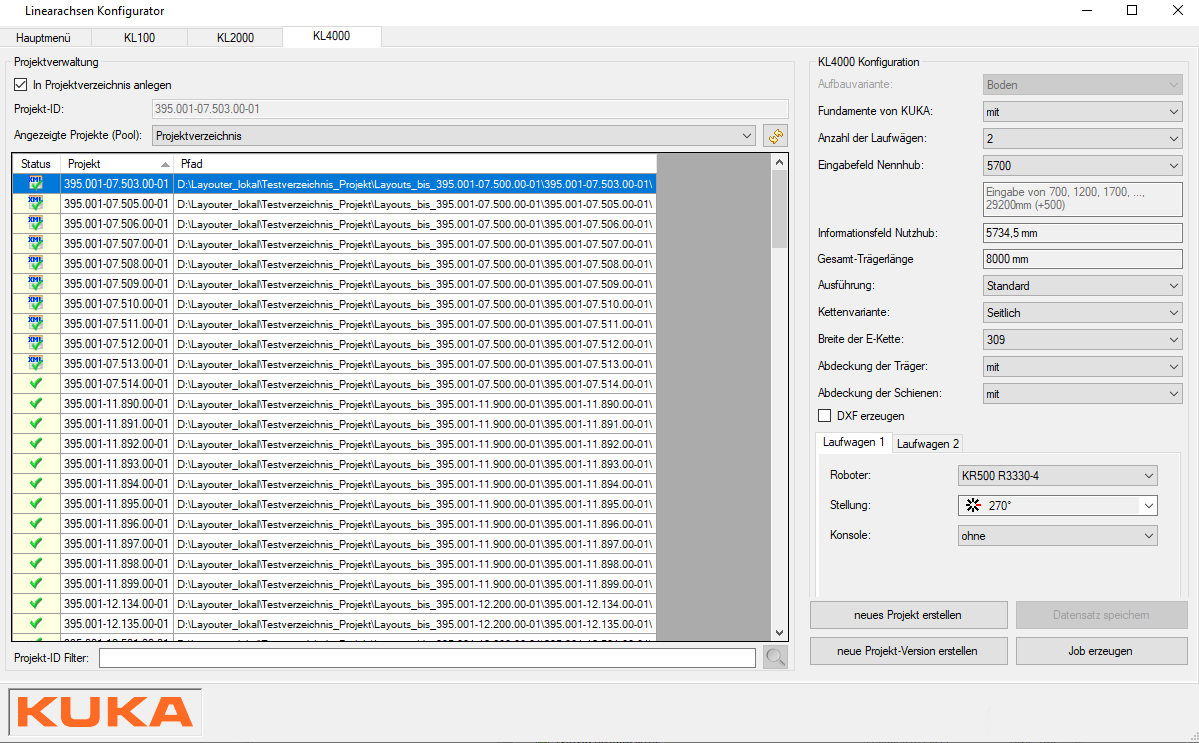 Linearachsen Konfigurator
Hauptmenü KL100 KL2000 KL4000
Projektverwaltung
In Projektverzeichnis anlegen
Projekt-ID: 395.001-07.503.00-01
Angezeigte Projekte (Pool): Projektverzeichnis
Status Projekt Pfad
XML 395.001-07.503.00-01 D:\Layouter_lokal\Testverzeichnis_Projekt\Layouts_bis_395.001-07.500.00-01\395.001-07.503.00-01\
XML 395.001-07.505.00-01 D:\Layouter_lokal\Testverzeichnis_Projekt\Layouts_bis_395.001-07.500.00-01\395.001-07.505.00-01\
XML 395.001-07.506.00-01 D:\Layouter_lokal\Testverzeichnis_Projekt\Layouts_bis_395.001-07.500.00-01\395.001-07.506.00-01\
XML 395.001-07.507.00-01 D:\Layouter_lokal\Testverzeichnis_Projekt\Layouts_bis_395.001-07.500.00-01\395.001-07.507.00-01\
XML 395.001-07.508.00-01 D:\Layouter_lokal\Testverzeichnis_Projekt\Layouts_bis_395.001-07.500.00-01\395.001-07.508.00-01\
XML 395.001-07.509.00-01 D:\Layouter_lokal\Testverzeichnis_Projekt\Layouts_bis_395.001-07.500.00-01\395.001-07.509.00-01\
XML 395.001-07.510.00-01 D:\Layouter_lokal\Testverzeichnis_Projekt\Layouts_bis_395.001-07.500.00-01\395.001-07.510.00-01\
XML 395.001-07.511.00-01 D:\Layouter_lokal\Testverzeichnis_Projekt\Layouts_bis_395.001-07.500.00-01\395.001-07.511.00-01\
XML 395.001-07.512.00-01 D:\Layouter_lokal\Testverzeichnis_Projekt\Layouts_bis_395.001-07.500.00-01\395.001-07.512.00-01\
XML 395.001-07.513.00-01 D:\Layouter_lokal\Testverzeichnis_Projekt\Layouts_bis_395.001-07.500.00-01\395.001-07.513.00-01\
395.001-07.514.00-01 D:\Layouter_lokal\Testverzeichnis_Projekt\Layouts_bis_395.001-07.500.00-01\395.001-07.514.00-01\
395.001-11.890.00-01 D:\Layouter_lokal\Testverzeichnis_Projekt\Layouts_bis_395.001-11.900.00-01\395.001-11.890.00-01\
395.001-11.891.00-01 D:\Layouter_lokal\Testverzeichnis_Projekt\Layouts_bis_395.001-11.900.00-01\395.001-11.891.00-01\
395.001-11.892.00-01 D:\Layouter_lokal\Testverzeichnis_Projekt\Layouts_bis_395.001-11.900.00-01\395.001-11.892.00-01\
395.001-11.893.00-01 D:\Layouter_lokal\Testverzeichnis_Projekt\Layouts_bis_395.001-11.900.00-01\395.001-11.893.00-01\
395.001-11.894.00-01 D:\Layouter_lokal\Testverzeichnis_Projekt\Layouts_bis_395.001-11.900.00-01\395.001-11.894.00-01\
395.001-11.895.00-01 D:\Layouter_lokal\Testverzeichnis_Projekt\Layouts_bis_395.001-11.900.00-01\395.001-11.895.00-01\
395.001-11.896.00-01 D:\Layouter_lokal\Testverzeichnis_Projekt\Layouts_bis_395.001-11.900.00-01\395.001-11.896.00-01\
395.001-11.897.00-01 D:\Layouter_lokal\Testverzeichnis_Projekt\Layouts_bis_395.001-11.900.00-01\395.001-11.897.00-01\
395.001-11.898.00-01 D:\Layouter_lokal\Testverzeichnis_Projekt\Layouts_bis_395.001-11.900.00-01\395.001-11.898.00-01\
395.001-11.899.00-01 D:\Layouter_lokal\Testverzeichnis_Projekt\Layouts_bis_395.001-11.900.00-01\395.001-11.899.00-01\
395.001-12.134.00-01 D:\Layouter_lokal\Testverzeichnis_Projekt\Layouts_bis_395.001-12.200.00-01\395.001-12.134.00-01\
395.001-12.135.00-01 D:\Layouter_lokal\Testverzeichnis_Projekt\Layouts_bis_395.001-12.200.00-01\395.001-12.135.00-01\
Projekt-ID Filter:
KL4000 Konfiguration
Aufbauvariante: Boden
Fundamente von KUKA: mit
Anzahl der Laufwägen: 2
Eingabefeld Nennhub: 5700
Eingabe von 700, 1200, 1700, ...,
29200mm (+500)
Informationsfeld Nutzhub: 5734,5 mm
Gesamt-Trägerlänge 8000 mm
Ausführung: Standard
Kettenvariante: Seitlich
Breite der E-Kette: 309
Abdeckung der Träger: mit
Abdeckung der Schienen: mit
DXF erzeugen
Laufwagen 1 Laufwagen 2
Roboter: KR500 R3330-4
Stellung: 270°
Konsole: ohne
neues Projekt erstellen Datensatz speichern
neue Projekt-Version erstellen Job erzeugen
KUKA